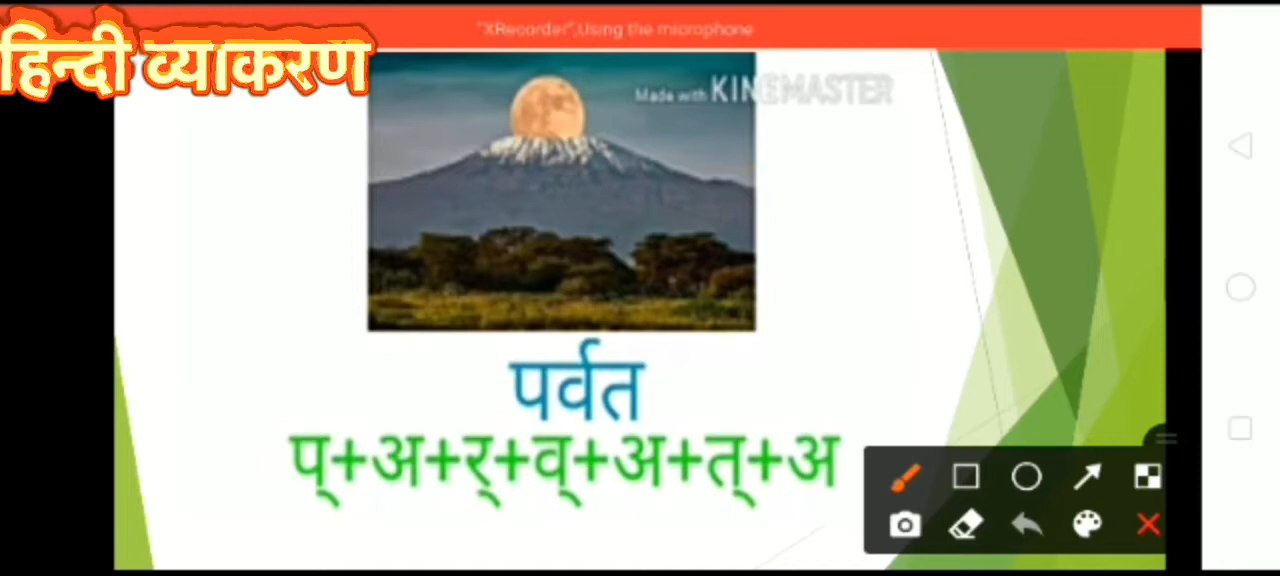 "XRecorder",Using the microphone
हिन्दी व्याकरण
Made with KINEMASTER
पर्वत
प्+अ+र्+व्+अ+त्+अ